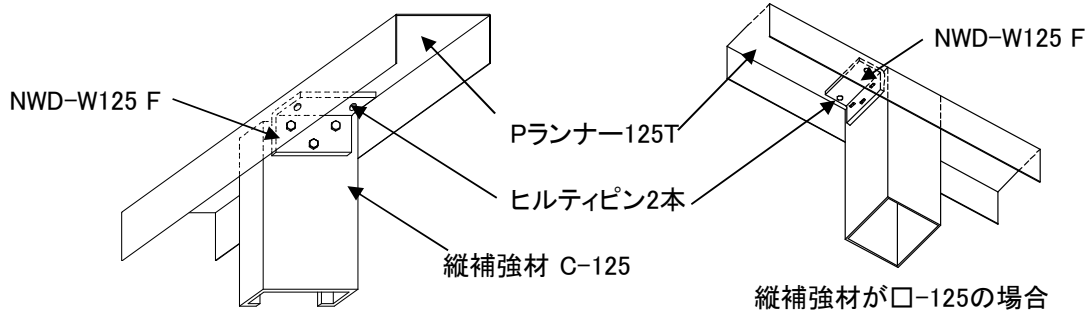 NWD-W125 F
NWD-W125 F
Pランナー125T
ヒルティピン2本
縦補強材 C-125
縦補強材が□-125の場合